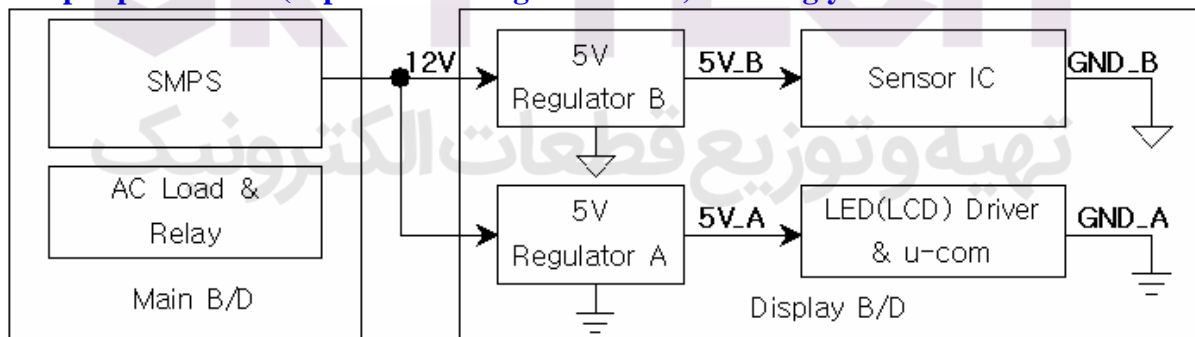 SMPS
AC Load &
Relay
Main B/D
12V
5V
Regulator B
5V_B
Sensor IC
GND_B
5V
Regulator A
5V_A
LED(LCD) Driver
& u-com
GND_A
Display B/D
تهیه و توزیع قطعات الکترونیک